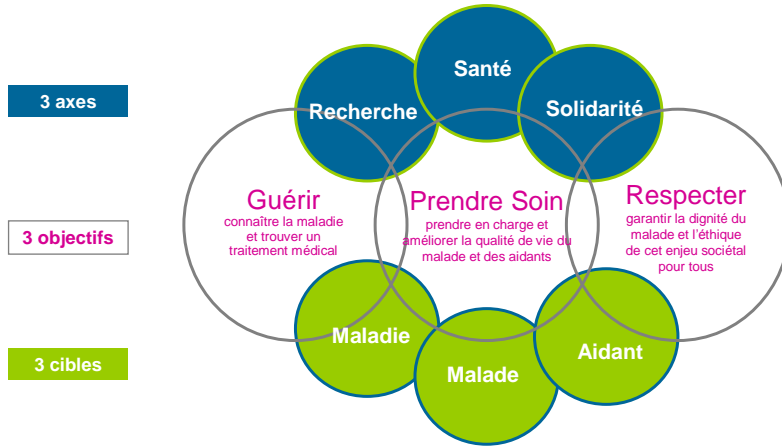 Santé
3 axes
Recherche
Solidarité
Guérir
connaître la maladie
et trouver un
traitement médical
Prendre Soin
prendre en charge et
améliorer la qualité de vie du
malade et des aidants
Respecter
garantir la dignité du
malade et l'éthique
de cet enjeu sociétal
pour tous
3 objectifs
Maladie
Malade
Aidant
3 cibles